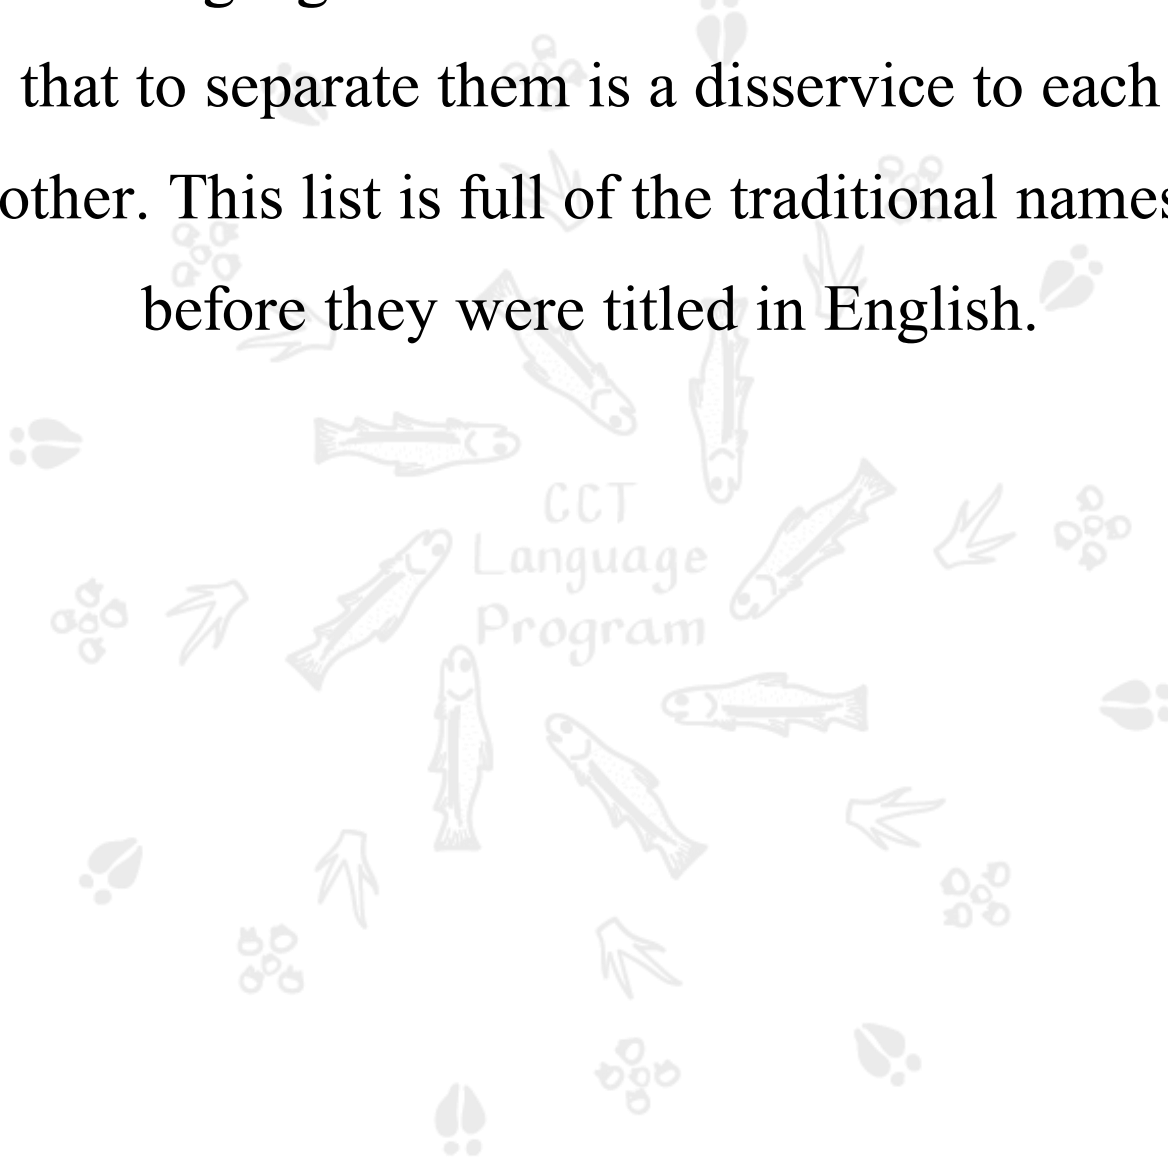 that to separate them is a disservice to each
other. This list is full of the traditional names
before they were titled in English.
CCT
Language
Program